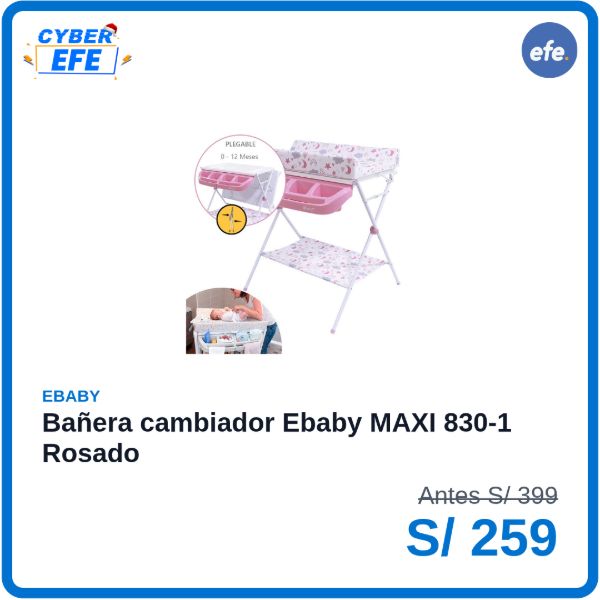 CYBER
EFE
efe.
PLEGABLE
0 - 12 Meses
EBABY
Bañera cambiador Ebaby MAXI 830-1
Rosado
Antes S/ 399
S/ 259